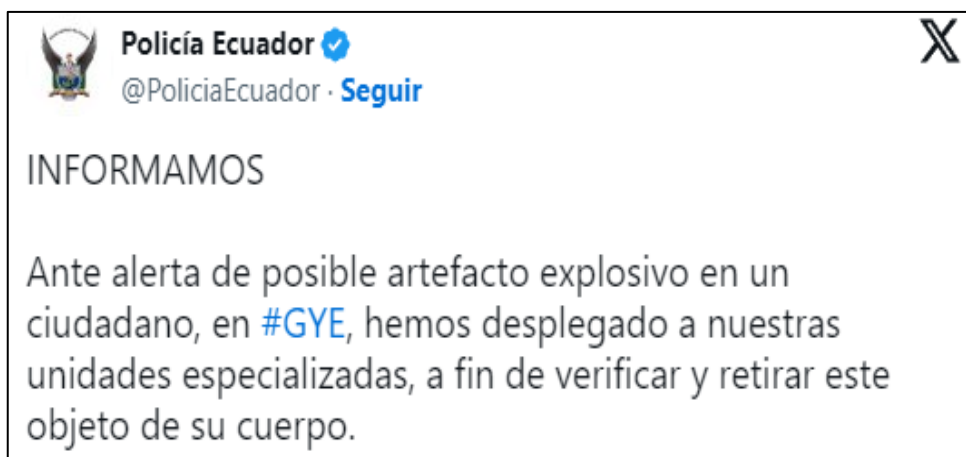 Policía Ecuador
@PoliciaEcuador · Seguir
INFORMAMOS
Ante alerta de posible artefacto explosivo en un
ciudadano, en #GYE, hemos desplegado a nuestras
unidades especializadas, a fin de verificar y retirar este
objeto de su cuerpo.